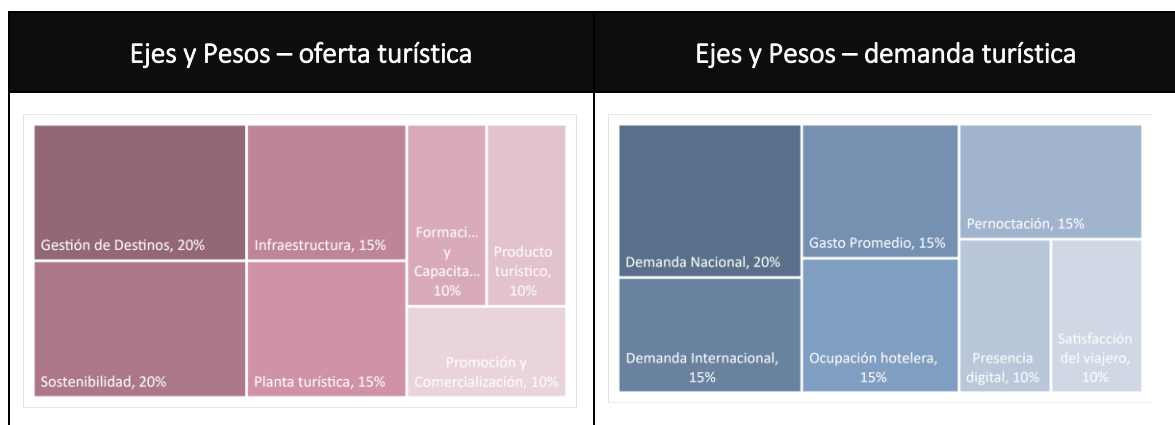 Ejes y Pesos – oferta turística
Ejes y Pesos – demanda turística
Gestión de Destinos, 20%
Sostenibilidad, 20%
Infraestructura, 15%
Planta turística, 15%
Formaci...
y
Capacita...
10%
Producto
turístico,
10%
Promoción y
Comercialización, 10%
Demanda Nacional, 20%
Demanda Internacional,
15%
Gasto Promedio, 15%
Ocupación hotelera,
15%
Pernoctación, 15%
Presencia
digital, 10%
Satisfacción
del viajero,
10%